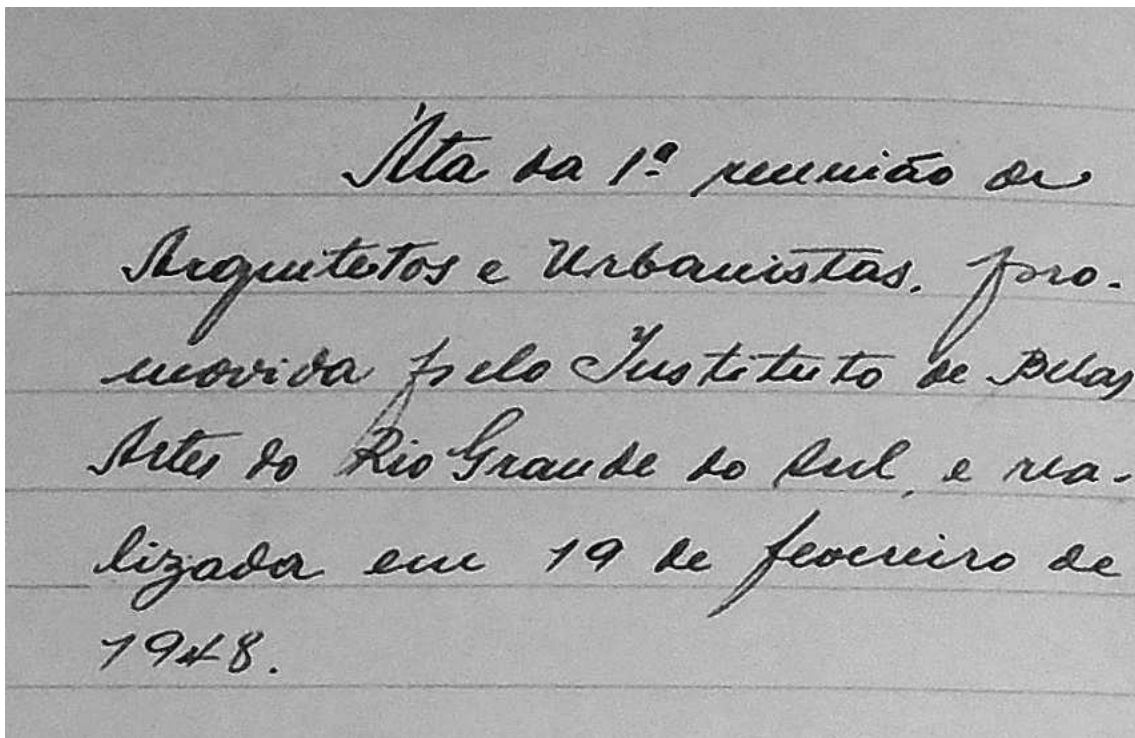 Áta da 1ª reunião de
Arquitetos e Urbanistas, pro-
movida pelo Instituto de Belas
Artes do Rio Grande do Sul, e rea-
lizada em 19 de fevereiro de
1948.